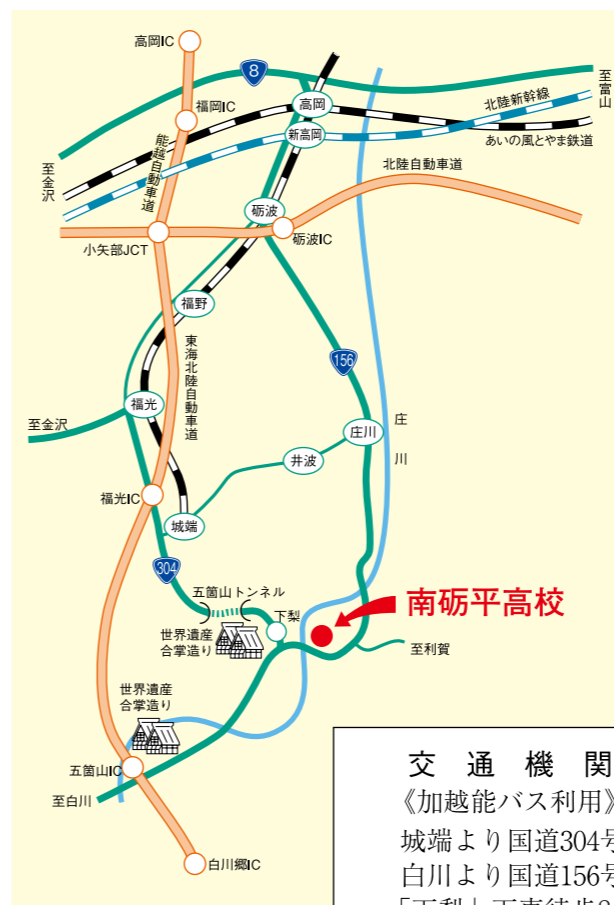 高岡IC
8
至富山
福岡IC
高岡
北陸新幹線
新高岡
あいの風とやま鉄道
能越自動車道
至金沢
北陸自動車道
砺波
砺波IC
小矢部JCT
福野
東海北陸自動車道
156
福光
至金沢
庄川
庄川
井波
福光IC
城端
304
五箇山トンネル
下梨
南砺平高校
世界遺産
合掌造り
至利賀
世界遺産
合掌造り
五箇山IC
至白川
白川郷IC
交通機関
《加越能バス利用》
城端より国道304号
白川より国道156号